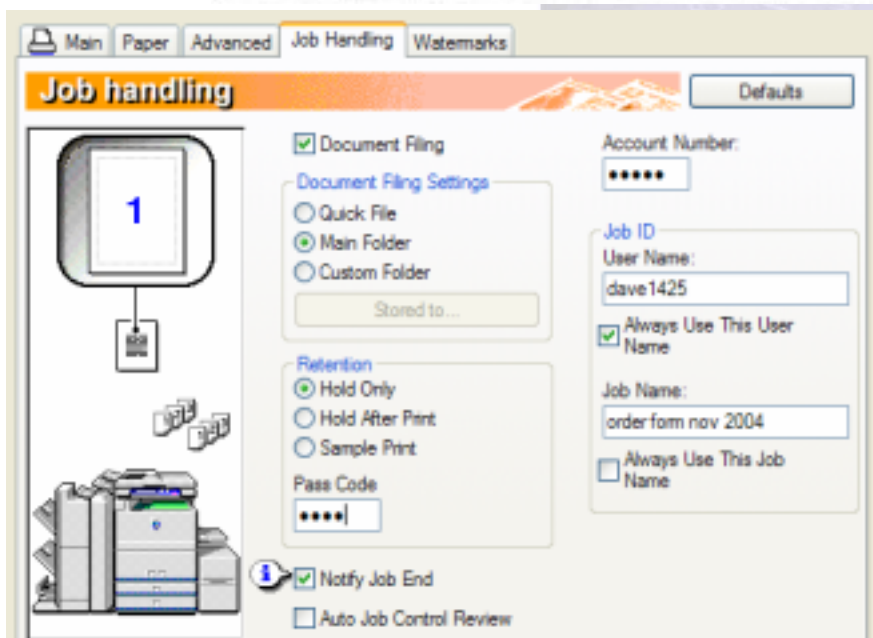 Main Paper Advanced Job Handling Watermarks
Job handling
Defaults
1
Document Filing
Document Filing Settings
Quick File
Main Folder
Custom Folder
Stored to...
Retention
Hold Only
Hold After Print
Sample Print
Pass Code
••••
Notify Job End
Auto Job Control Review
Account Number:
•••••
Job ID
User Name:
dave1425
Always Use This User
Name
Job Name:
order form nov 2004
Always Use This Job
Name